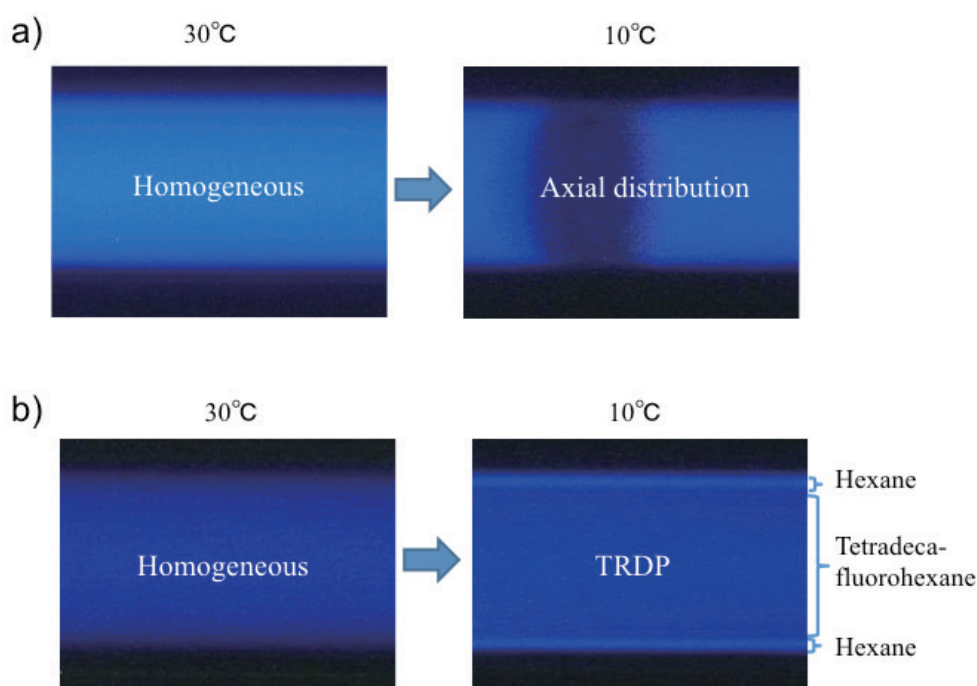 a)
30℃
10℃
Homogeneous
Axial distribution
b)
30℃
10℃
Homogeneous
TRDP
Hexane
Tetradeca-
fluorohexane
Hexane